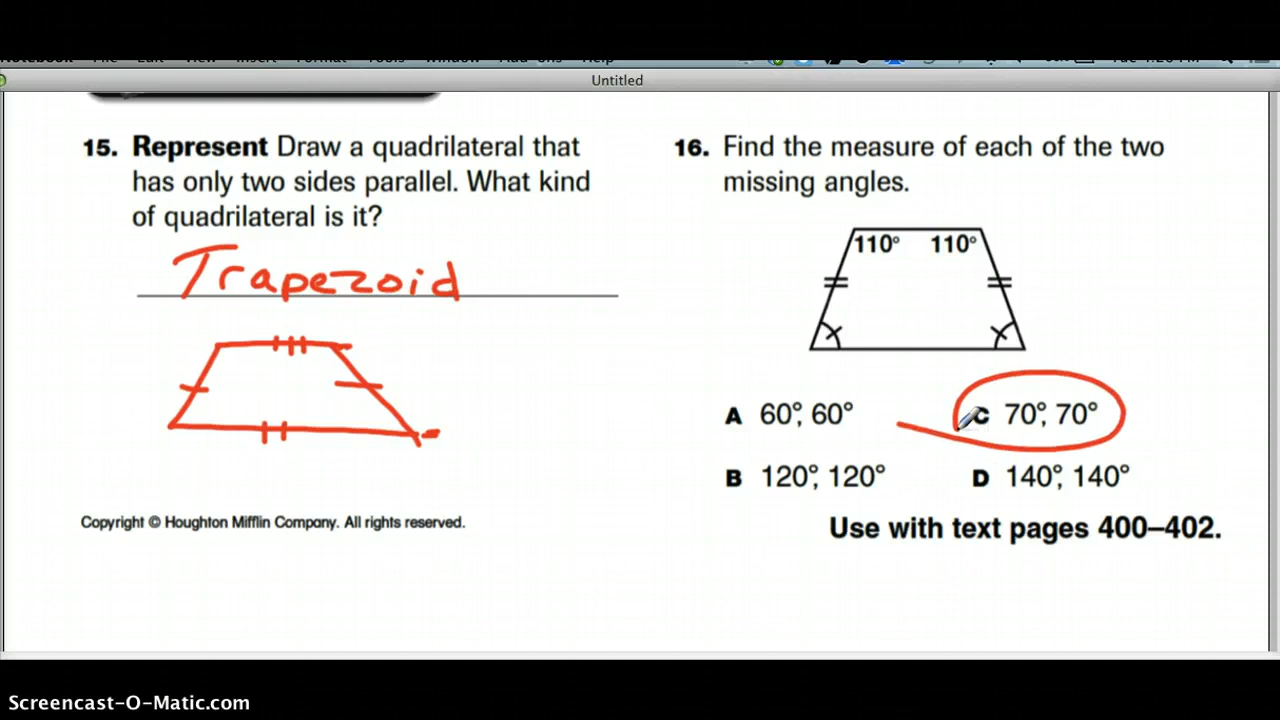 Untitled
15. Represent Draw a quadrilateral that
has only two sides parallel. What kind
of quadrilateral is it?
Trapezoid
Copyright © Houghton Mifflin Company. All rights reserved.
16. Find the measure of each of the two
missing angles.
110° 110°
A 60°, 60° C 70°, 70°
B 120°, 120° D 140°, 140°
Use with text pages 400–402.
Screencast-O-Matic.com